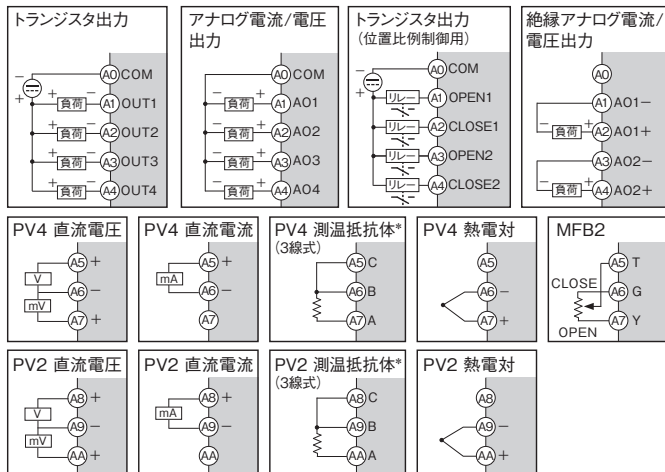 トランジスタ出力
COM
A0
負荷
A1
OUT1
負荷
A2
OUT2
負荷
A3
OUT3
負荷
A4
OUT4
アナログ電流/電圧
出力
A0
COM
負荷
A1
AO1
負荷
A2
AO2
負荷
A3
AO3
負荷
A4
AO4
トランジスタ出力
(位置比例制御用)
A0
COM
リレー
A1
OPEN1
リレー
A2
CLOSE1
リレー
A3
OPEN2
リレー
A4
CLOSE2
絶縁アナログ電流/
電圧出力
A0
A1
AO1−
負荷
A2
AO1+
A3
AO2−
負荷
A4
AO2+
PV4 直流電圧
A5 +
V
A6 −
mV
A7 +
PV4 直流電流
A5 +
mA
A6 −
A7
PV4 測温抵抗体*
(3線式)
A5 C
A6 B
A7 A
PV4 熱電対
A5
A6 −
A7 +
MFB2
A5 T
CLOSE
A6 G
A7 Y
OPEN
PV2 直流電圧
A8 +
V
A9 −
mV
AA +
PV2 直流電流
A8 +
mA
A9 −
AA
PV2 測温抵抗体*
(3線式)
A8 C
A9 B
AA A
PV2 熱電対
A8
A9 −
AA +